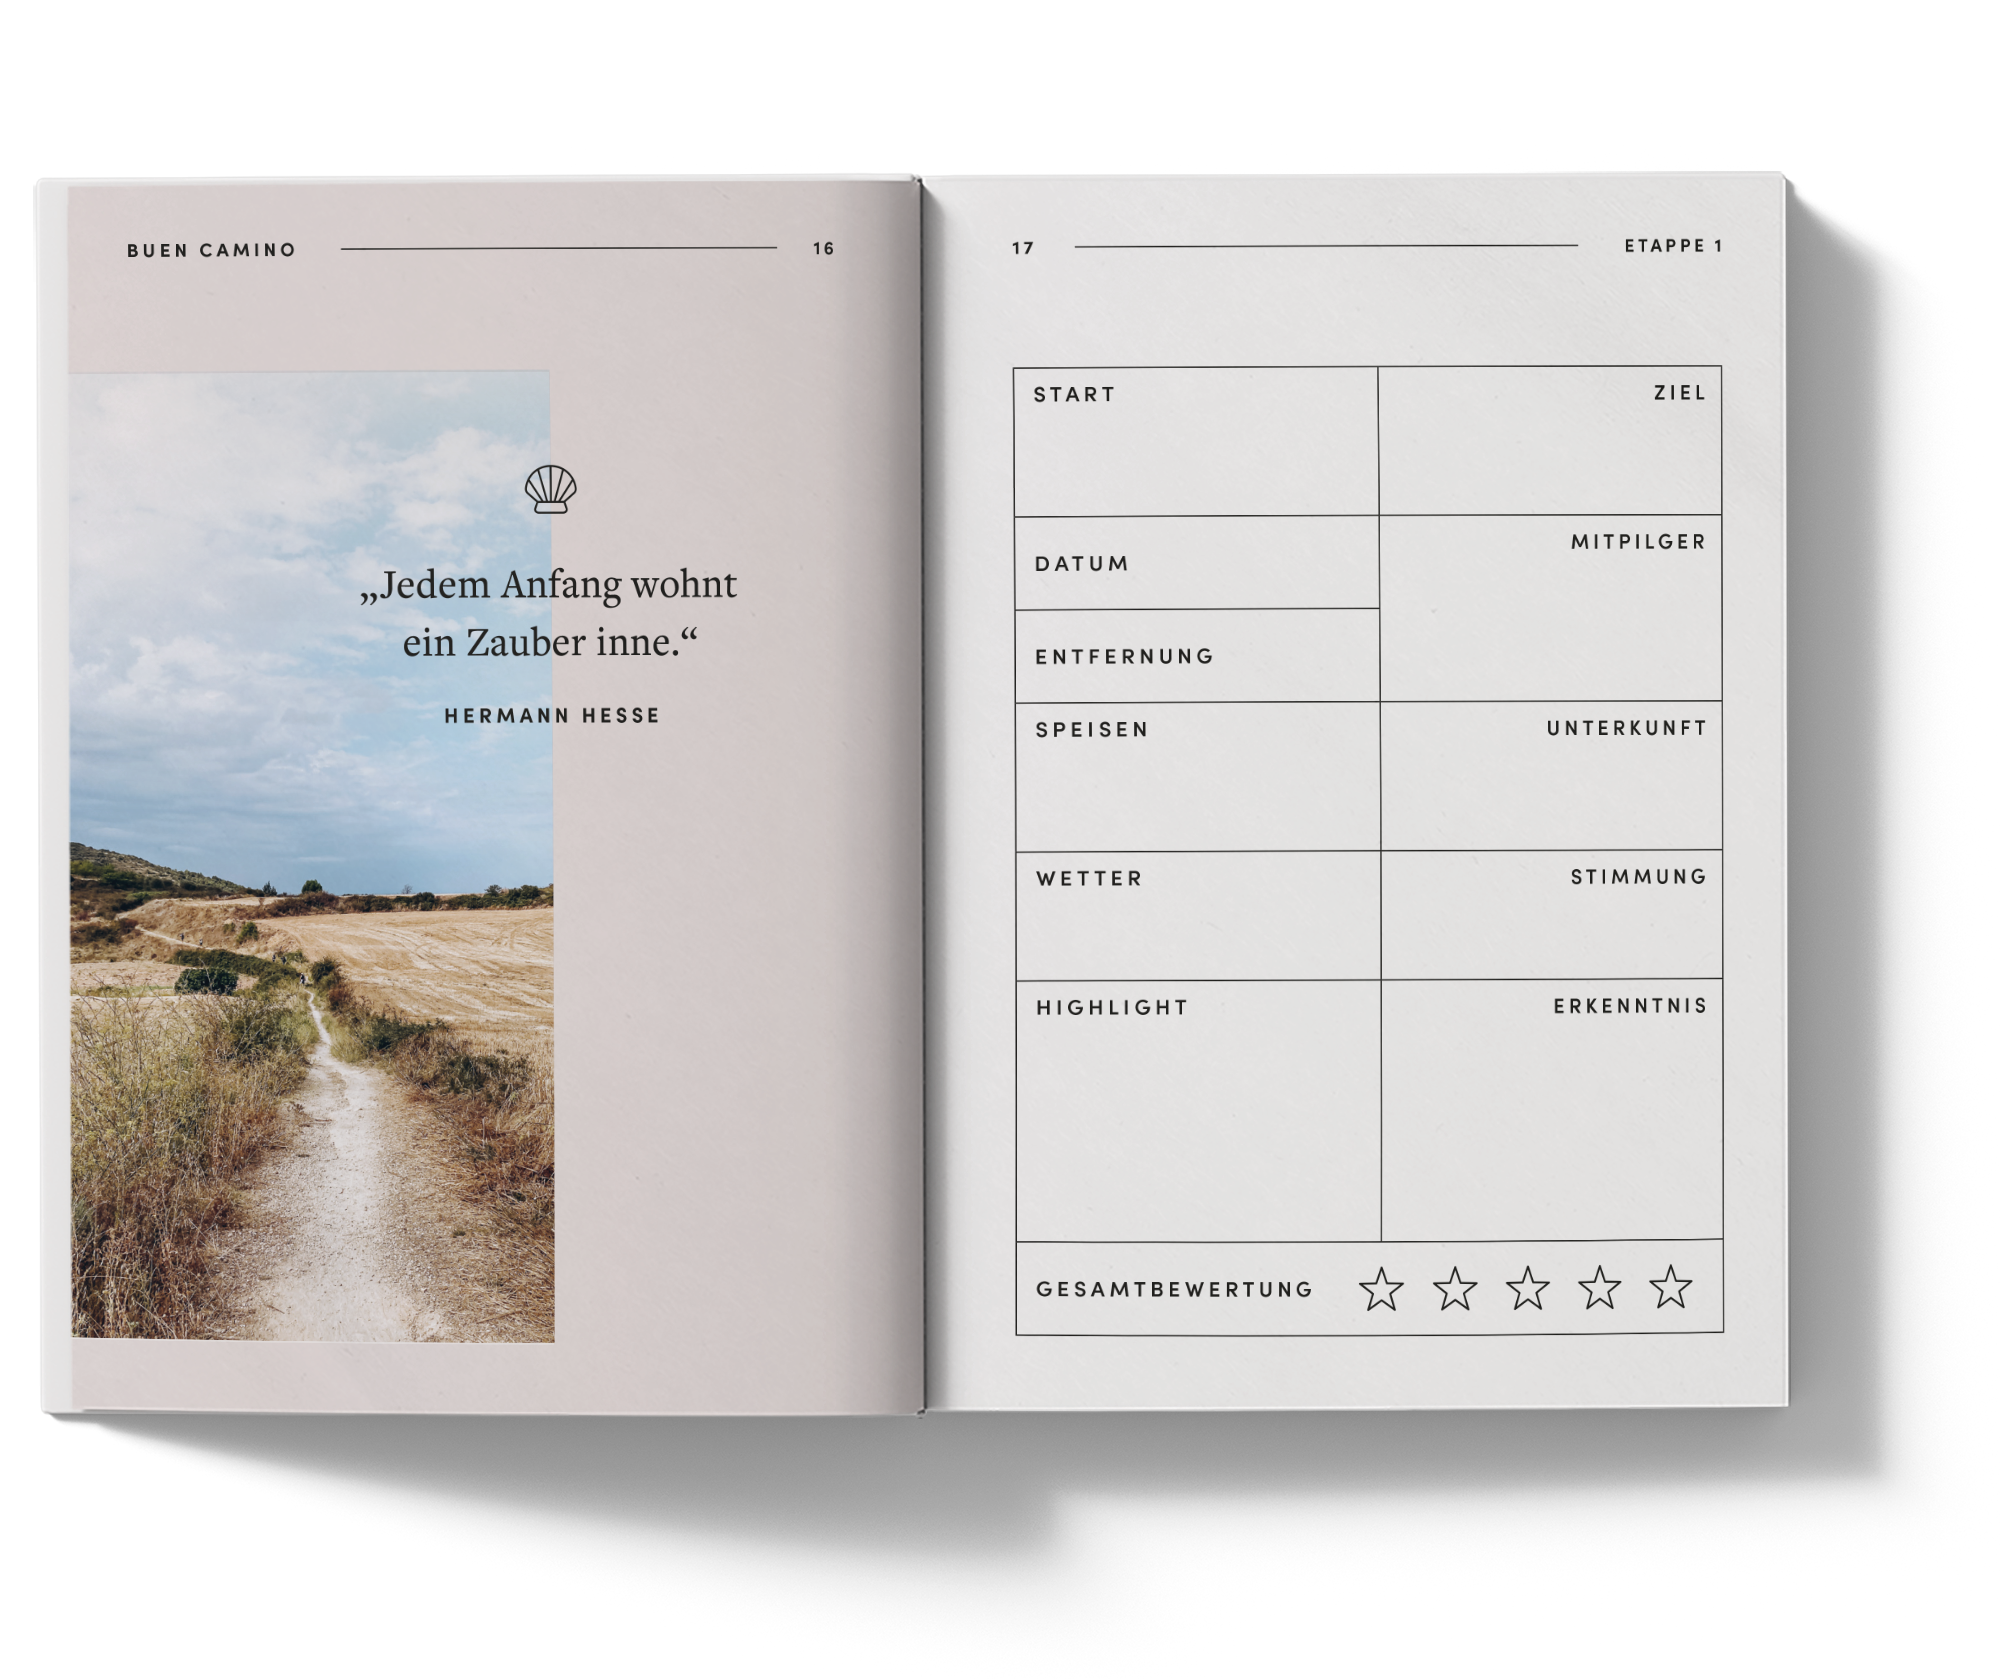 BUEN CAMINO 16
„Jedem Anfang wohnt
ein Zauber inne.“
HERMANN HESSE
17 ETAPPE 1
START ZIEL
MITPILGER
DATUM
ENTFERNUNG
SPEISEN UNTERKUNFT
WETTER STIMMUNG
HIGHLIGHT ERKENNTNIS
GESAMTBEWERTUNG